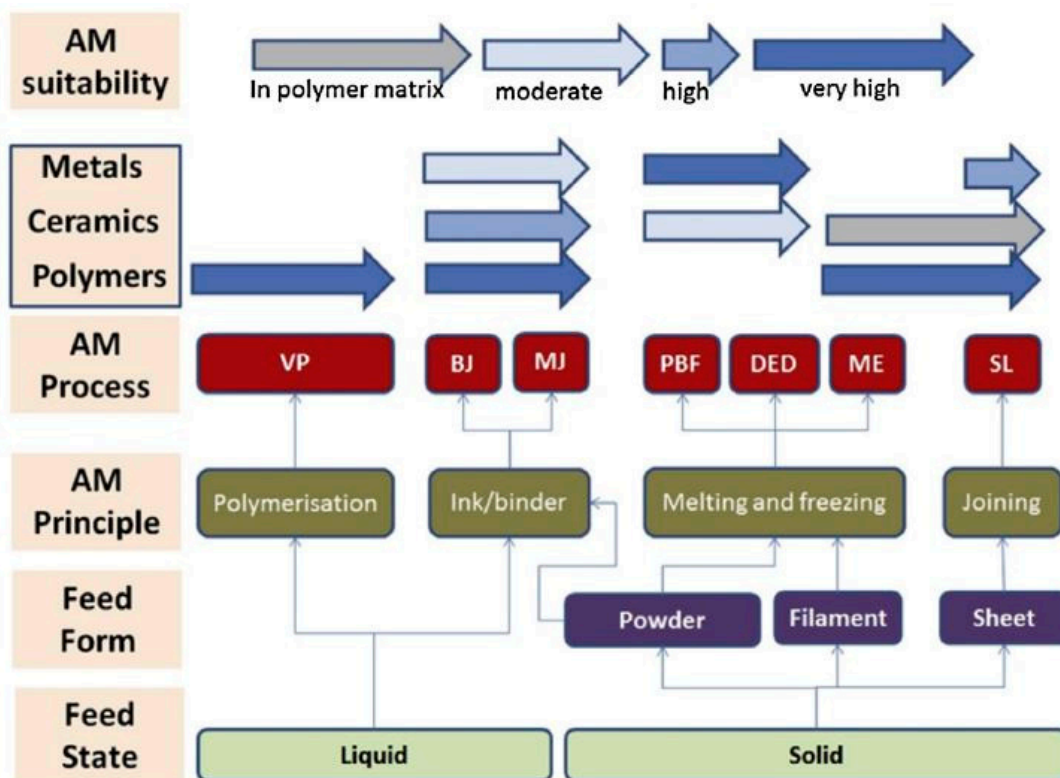 AM
suitability
In polymer matrix
moderate
high
very high
Metals
Ceramics
Polymers
AM
Process
VP
BJ
MJ
PBF
DED
ME
SL
AM
Principle
Polymerisation
Ink/binder
Melting and freezing
Joining
Feed
Form
Powder
Filament
Sheet
Feed
State
Liquid
Solid